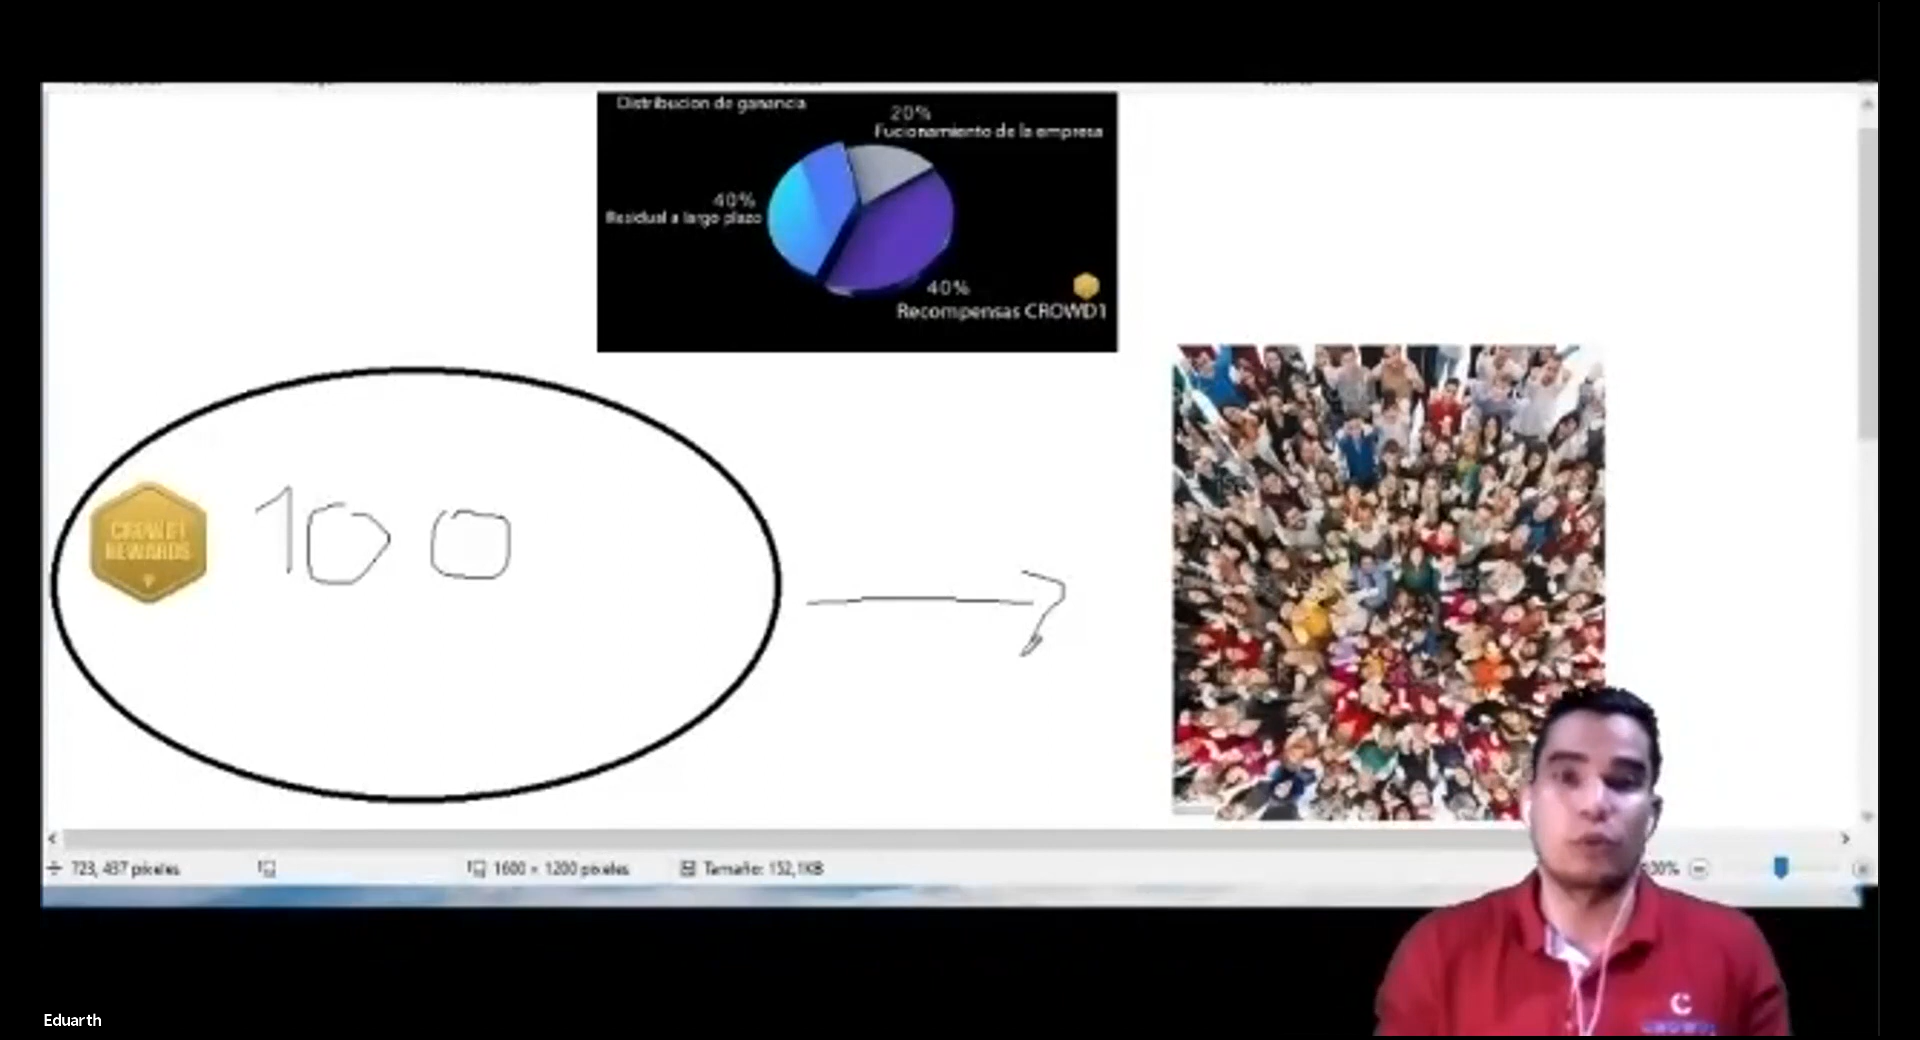 Distribucion de ganancia
20%
Fucionamiento de la empresa
40%
Residual a largo plazo
40%
Recompensas CROWD1
CROWD1
REWARDS
100
723, 437 píxeles
1600 × 1200 píxeles
Tamaño: 152,1KB
Eduarth
C
CROWD1